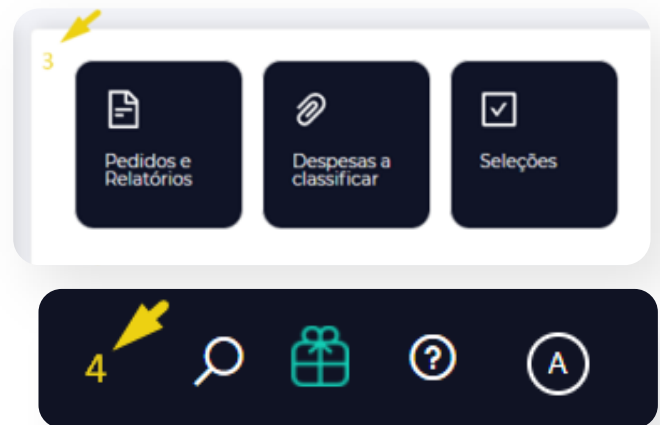 3
Pedidos e
Relatórios
Despesas a
classificar
Seleções
4
?
A